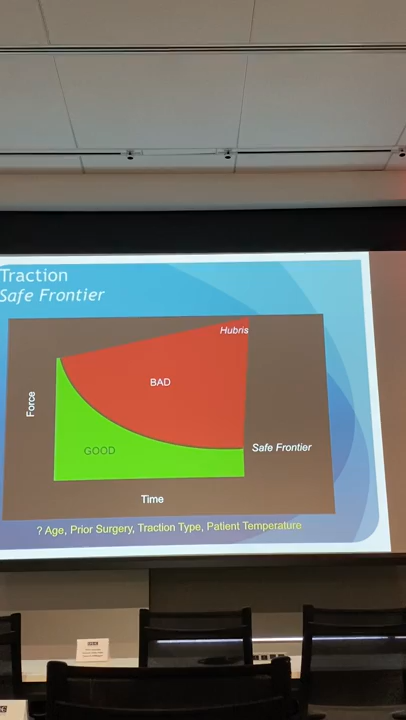 Traction
Safe Frontier
Hubris
BAD
Force
GOOD
Safe Frontier
Time
? Age, Prior Surgery, Traction Type, Patient Temperature